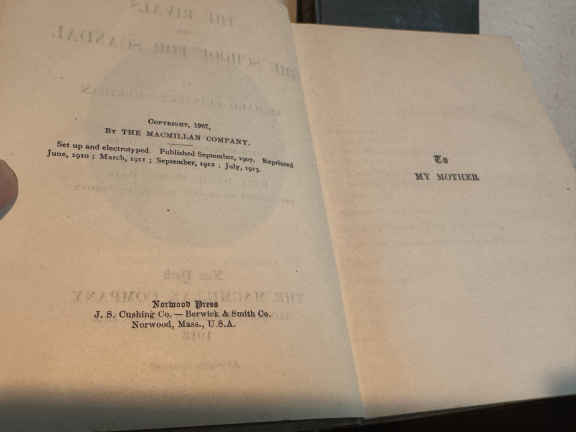 COPYRIGHT, 1907,
BY THE MACMILLAN COMPANY.
Set up and electrotyped. Published September, 1907. Reprinted
June, 1910; March, 1911; September, 1912; July, 1913.
Norwood Press
J. S. Cushing Co. — Berwick & Smith Co.
Norwood, Mass., U.S.A.
To
MY MOTHER